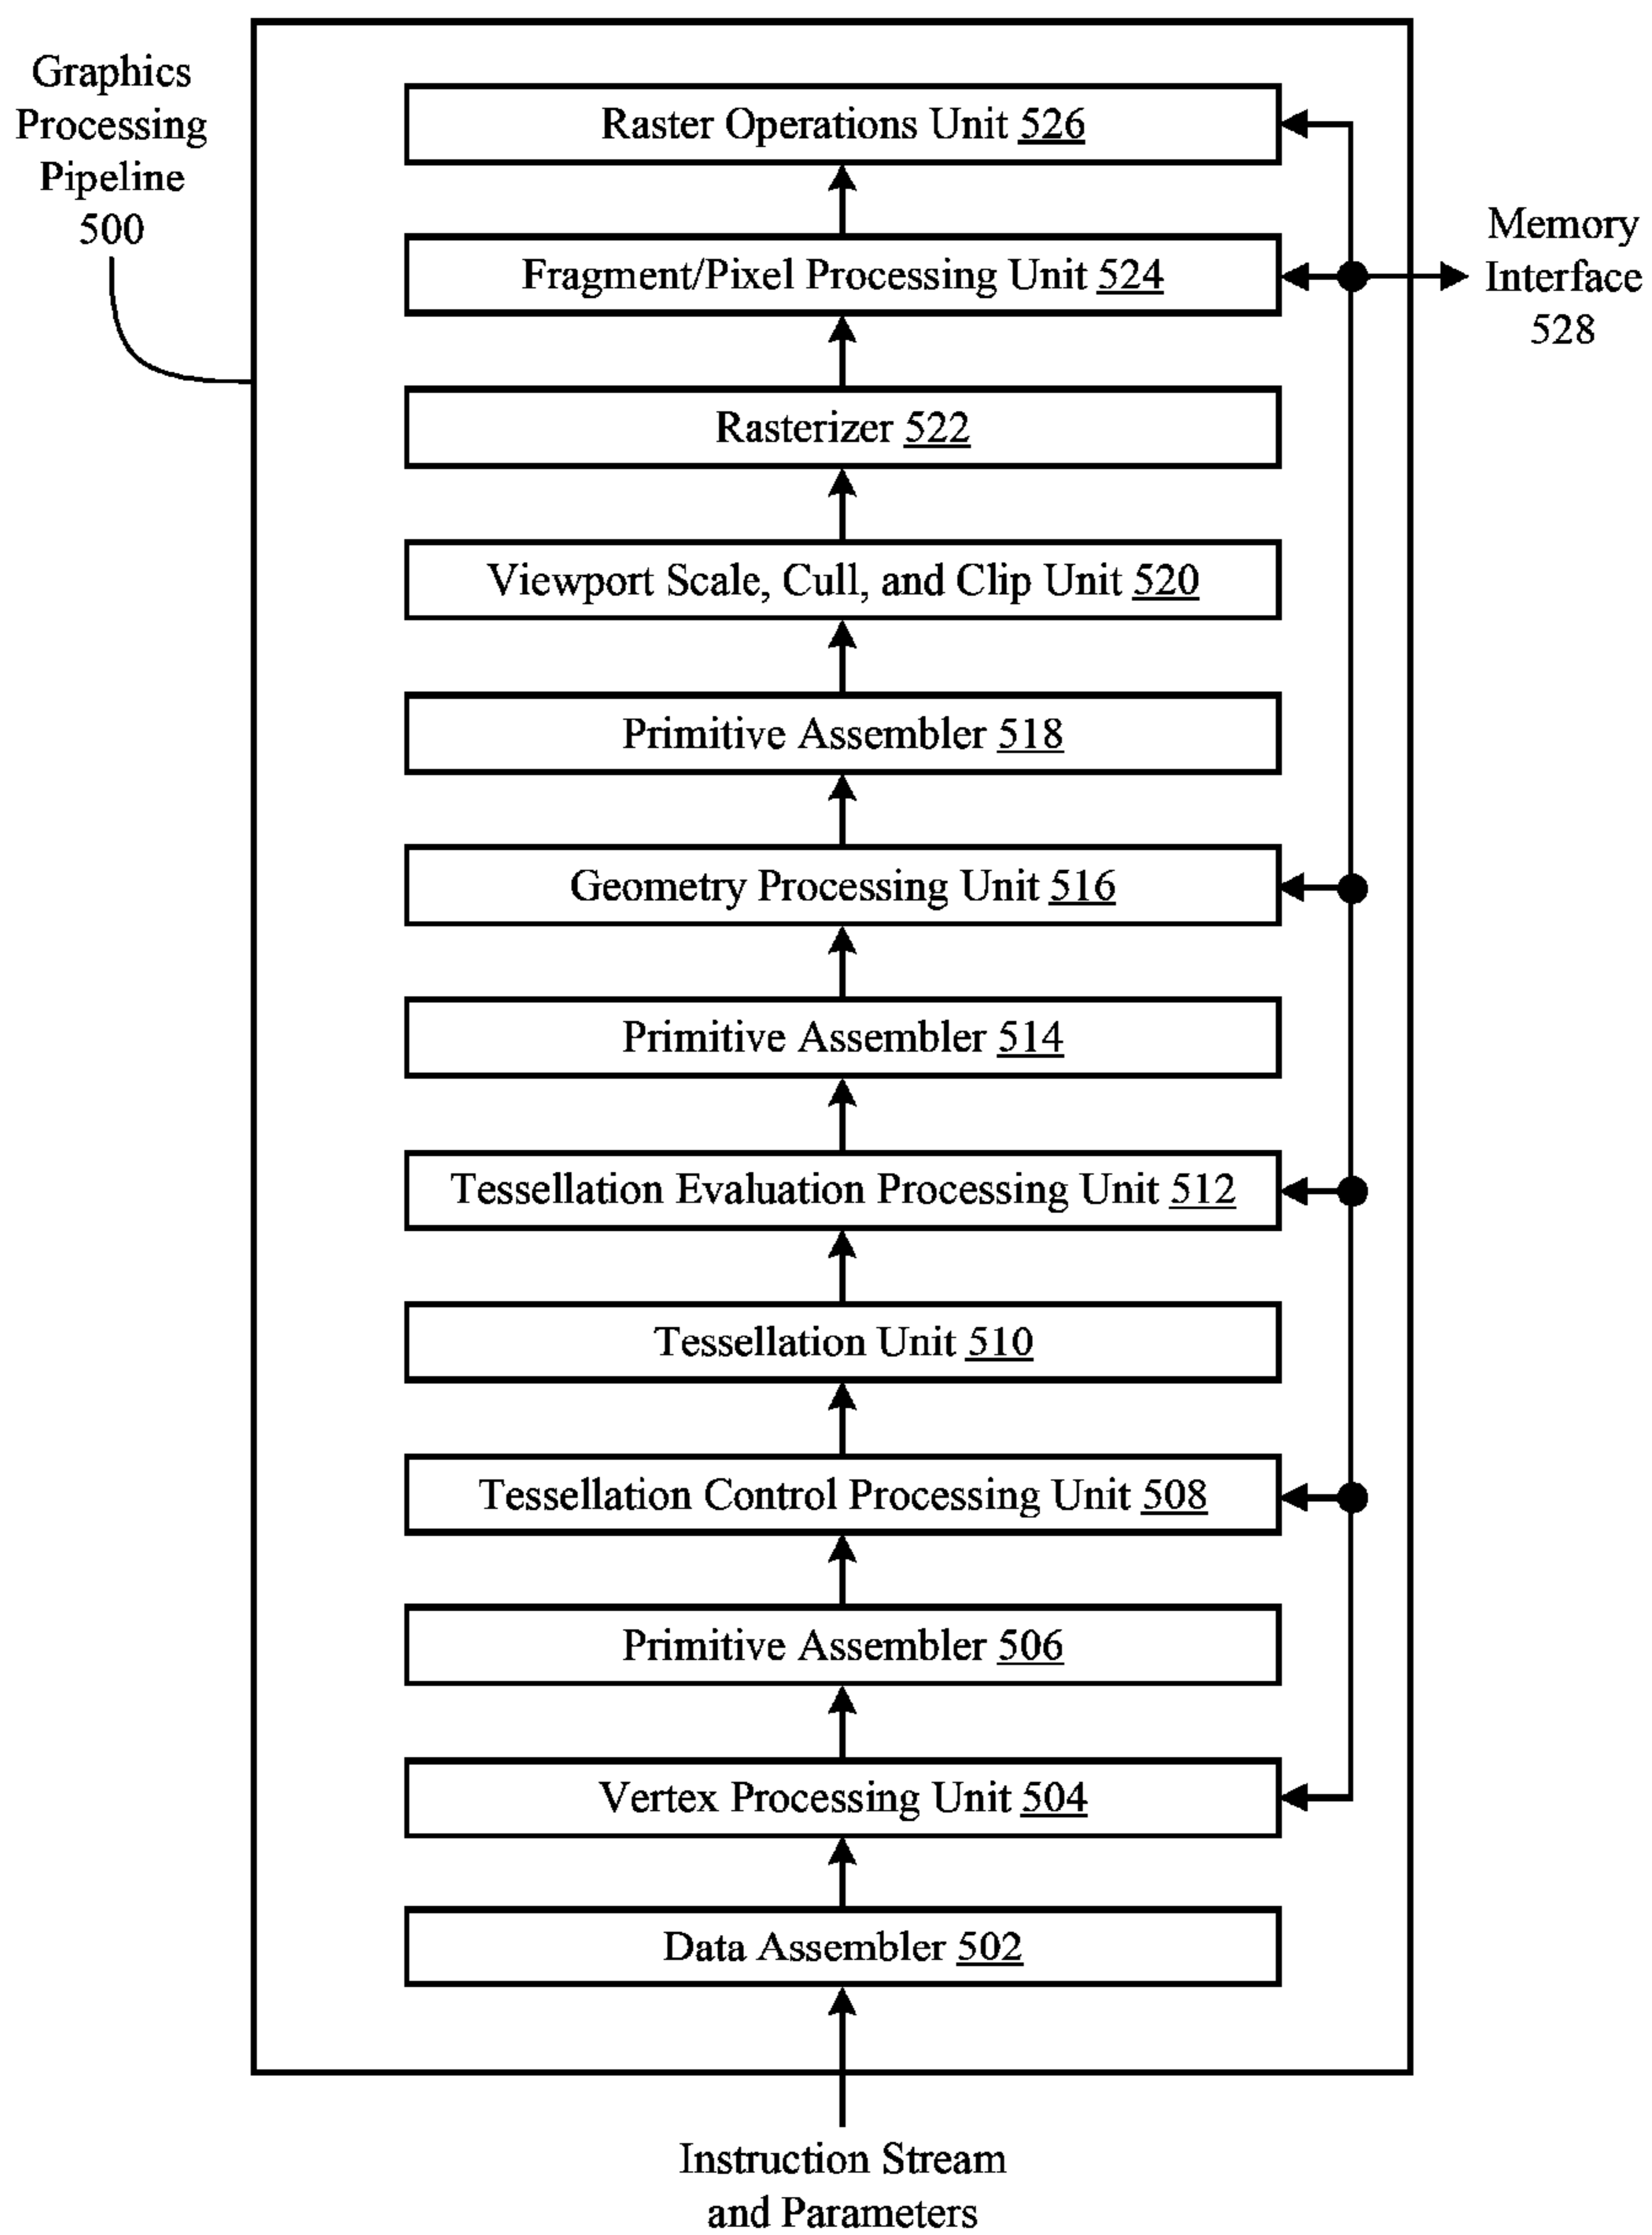 Graphics
Processing
Pipeline
500
Raster Operations Unit 526
Fragment/Pixel Processing Unit 524
Memory
Interface
528
Rasterizer 522
Viewport Scale, Cull, and Clip Unit 520
Primitive Assembler 518
Geometry Processing Unit 516
Primitive Assembler 514
Tessellation Evaluation Processing Unit 512
Tessellation Unit 510
Tessellation Control Processing Unit 508
Primitive Assembler 506
Vertex Processing Unit 504
Data Assembler 502
Instruction Stream
and Parameters